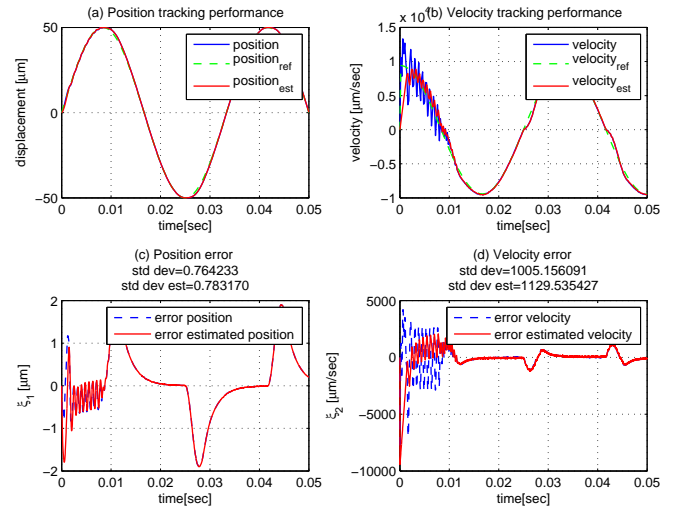 (a) Position tracking performance
50
0
−50
displacement [µm]
position
position_ref
position_est
0 0.01 0.02 0.03 0.04 0.05
time[sec]
(b) Velocity tracking performance
x 10
1.5
1
0
−0.5
−1
velocity [µm/sec]
velocity
velocity_ref
velocity_est
0 0.01 0.02 0.03 0.04 0.05
time[sec]
(c) Position error
std dev=0.764233
std dev est=0.783170
2
1
0
−1
−2
ξ_1 [µm]
error position
error estimated position
0 0.01 0.02 0.03 0.04 0.05
time[sec]
(d) Velocity error
std dev=1005.156091
std dev est=1129.535427
5000
0
−5000
−10000
ξ_2 [µm/sec]
error velocity
error estimated velocity
0 0.01 0.02 0.03 0.04 0.05
time[sec]